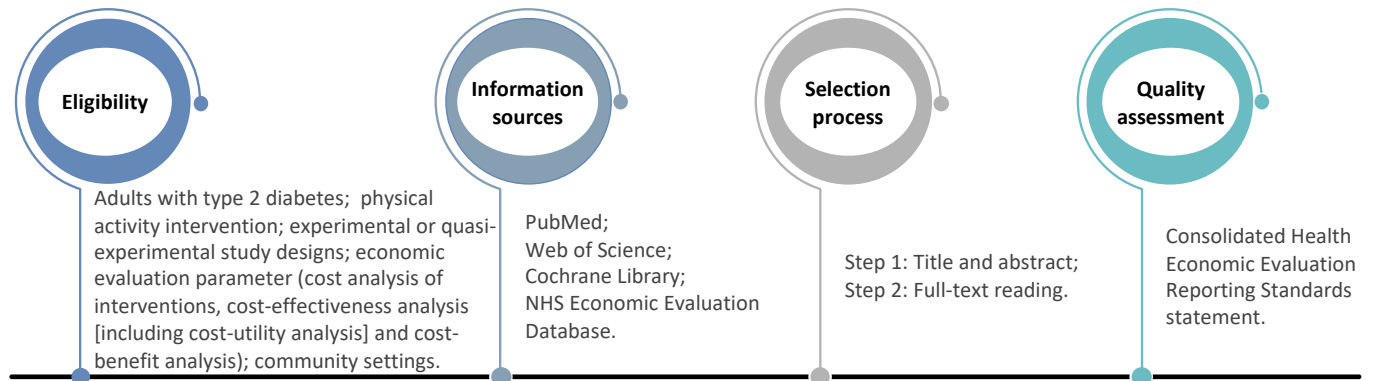 Eligibility
Adults with type 2 diabetes;  physical
activity intervention; experimental or quasi-
experimental study designs; economic
evaluation parameter (cost analysis of
interventions, cost-effectiveness analysis
[including cost-utility analysis] and cost-
benefit analysis); community settings.
Information
sources
PubMed;
Web of Science;
Cochrane Library;
NHS Economic Evaluation
Database.
Selection
process
Step 1: Title and abstract;
Step 2: Full-text reading.
Quality
assessment
Consolidated Health
Economic Evaluation
Reporting Standards
statement.